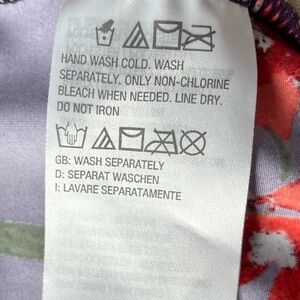 HAND WASH COLD. WASH
SEPARATELY. ONLY NON-CHLORINE
BLEACH WHEN NEEDED. LINE DRY.
DO NOT IRON
GB: WASH SEPARATELY
D: SEPARAT WASCHEN
I: LAVARE SEPARATAMENTE